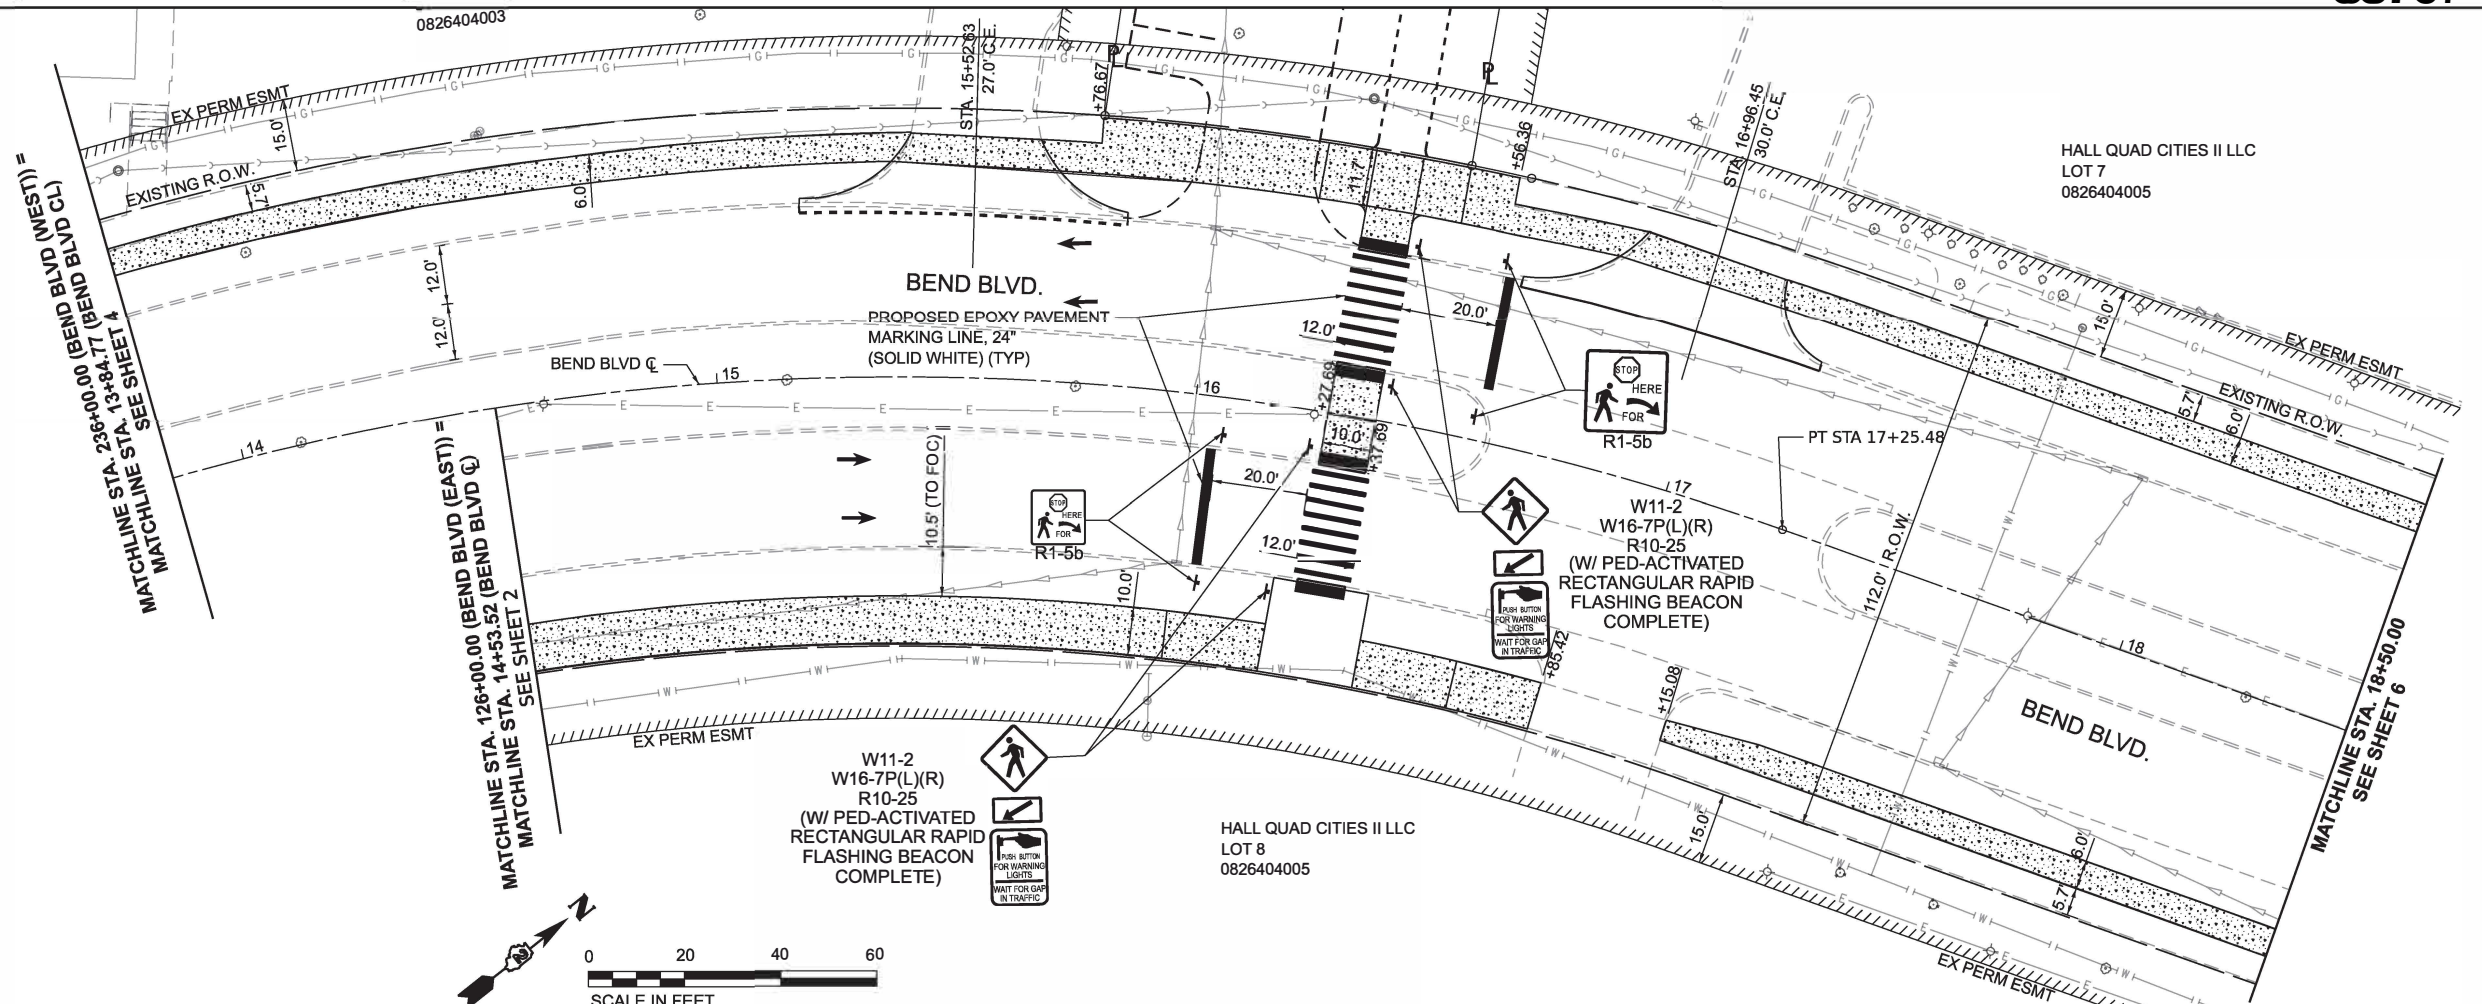 0826404003
EX PERM ESMT
15.0'
EXISTING R.O.W.
5.7'
6.0'
STA. 15+52.63
27.0' C.E.
+76.67
PL
PL
11.7'
+56.36
STA. 16+96.45
30.0' C.E.
HALL QUAD CITIES II LLC
LOT 7
0826404005
MATCHLINE STA. 236+00.00 (BEND BLVD (WEST)) =
MATCHLINE STA. 13+84.77 (BEND BLVD CL)
SEE SHEET 4
12.0'
12.0'
BEND BLVD.
PROPOSED EPOXY PAVEMENT
MARKING LINE, 24"
(SOLID WHITE) (TYP)
BEND BLVD CL
14
15
16
17
18
12.0'
20.0'
+27.69
10.0'
+37.69
STOP
HERE
FOR
R1-5b
15.0'
EX PERM ESMT
EXISTING R.O.W.
5.7'
6.0'
PT STA 17+25.48
112.0' R.O.W.
MATCHLINE STA. 126+00.00 (BEND BLVD (EAST)) =
MATCHLINE STA. 14+53.52 (BEND BLVD CL)
SEE SHEET 2
10.5' (TO FOC)
20.0'
STOP
HERE
FOR
R1-5b
12.0'
10.0'
W11-2
W16-7P(L)(R)
R10-25
(W/ PED-ACTIVATED
RECTANGULAR RAPID
FLASHING BEACON
COMPLETE)
PUSH BUTTON
FOR WARNING
LIGHTS
WAIT FOR GAP
IN TRAFFIC
+85.42
+15.08
BEND BLVD.
MATCHLINE STA. 18+50.00
SEE SHEET 6
EX PERM ESMT
W11-2
W16-7P(L)(R)
R10-25
(W/ PED-ACTIVATED
RECTANGULAR RAPID
FLASHING BEACON
COMPLETE)
PUSH BUTTON
FOR WARNING
LIGHTS
WAIT FOR GAP
IN TRAFFIC
HALL QUAD CITIES II LLC
LOT 8
0826404005
15.0'
6.0'
5.7'
EX PERM ESMT
N
0 20 40 60
SCALE IN FEET